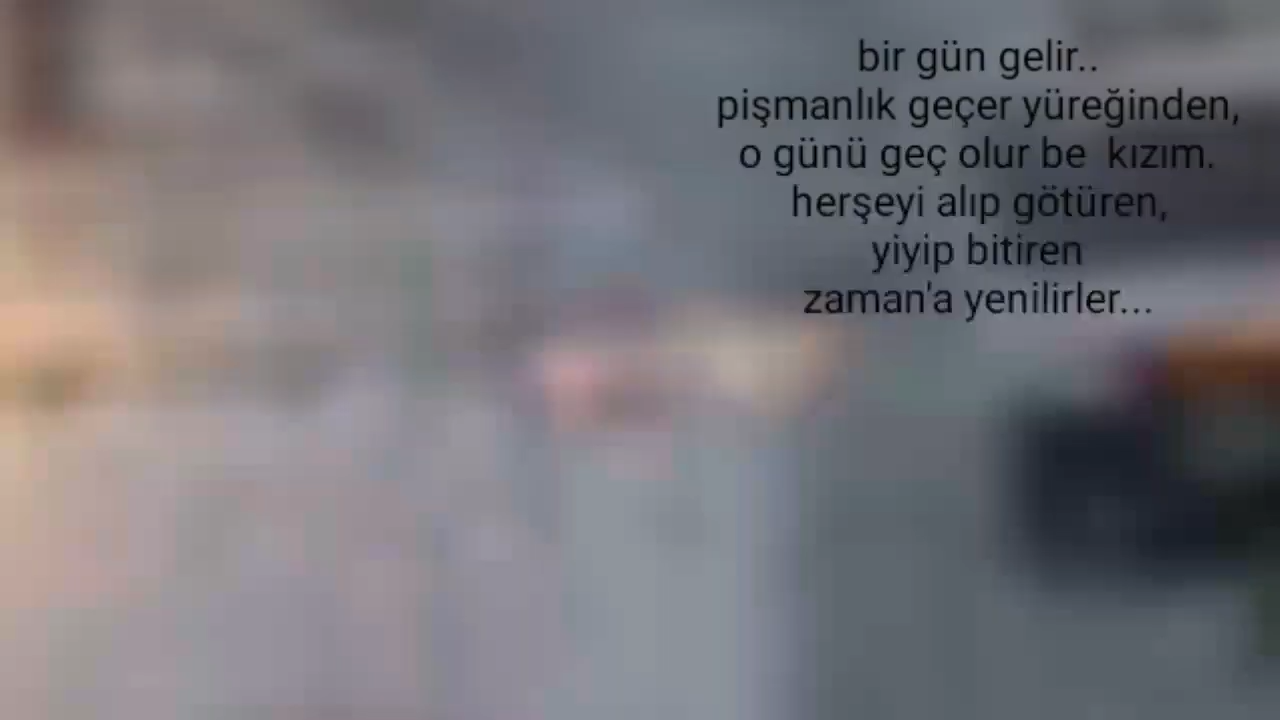 bir gün gelir..
pişmanlık geçer yüreğinden,
o günü geç olur be  kızım.
herşeyi alıp götüren,
yiyip bitiren
zaman'a yenilirler...